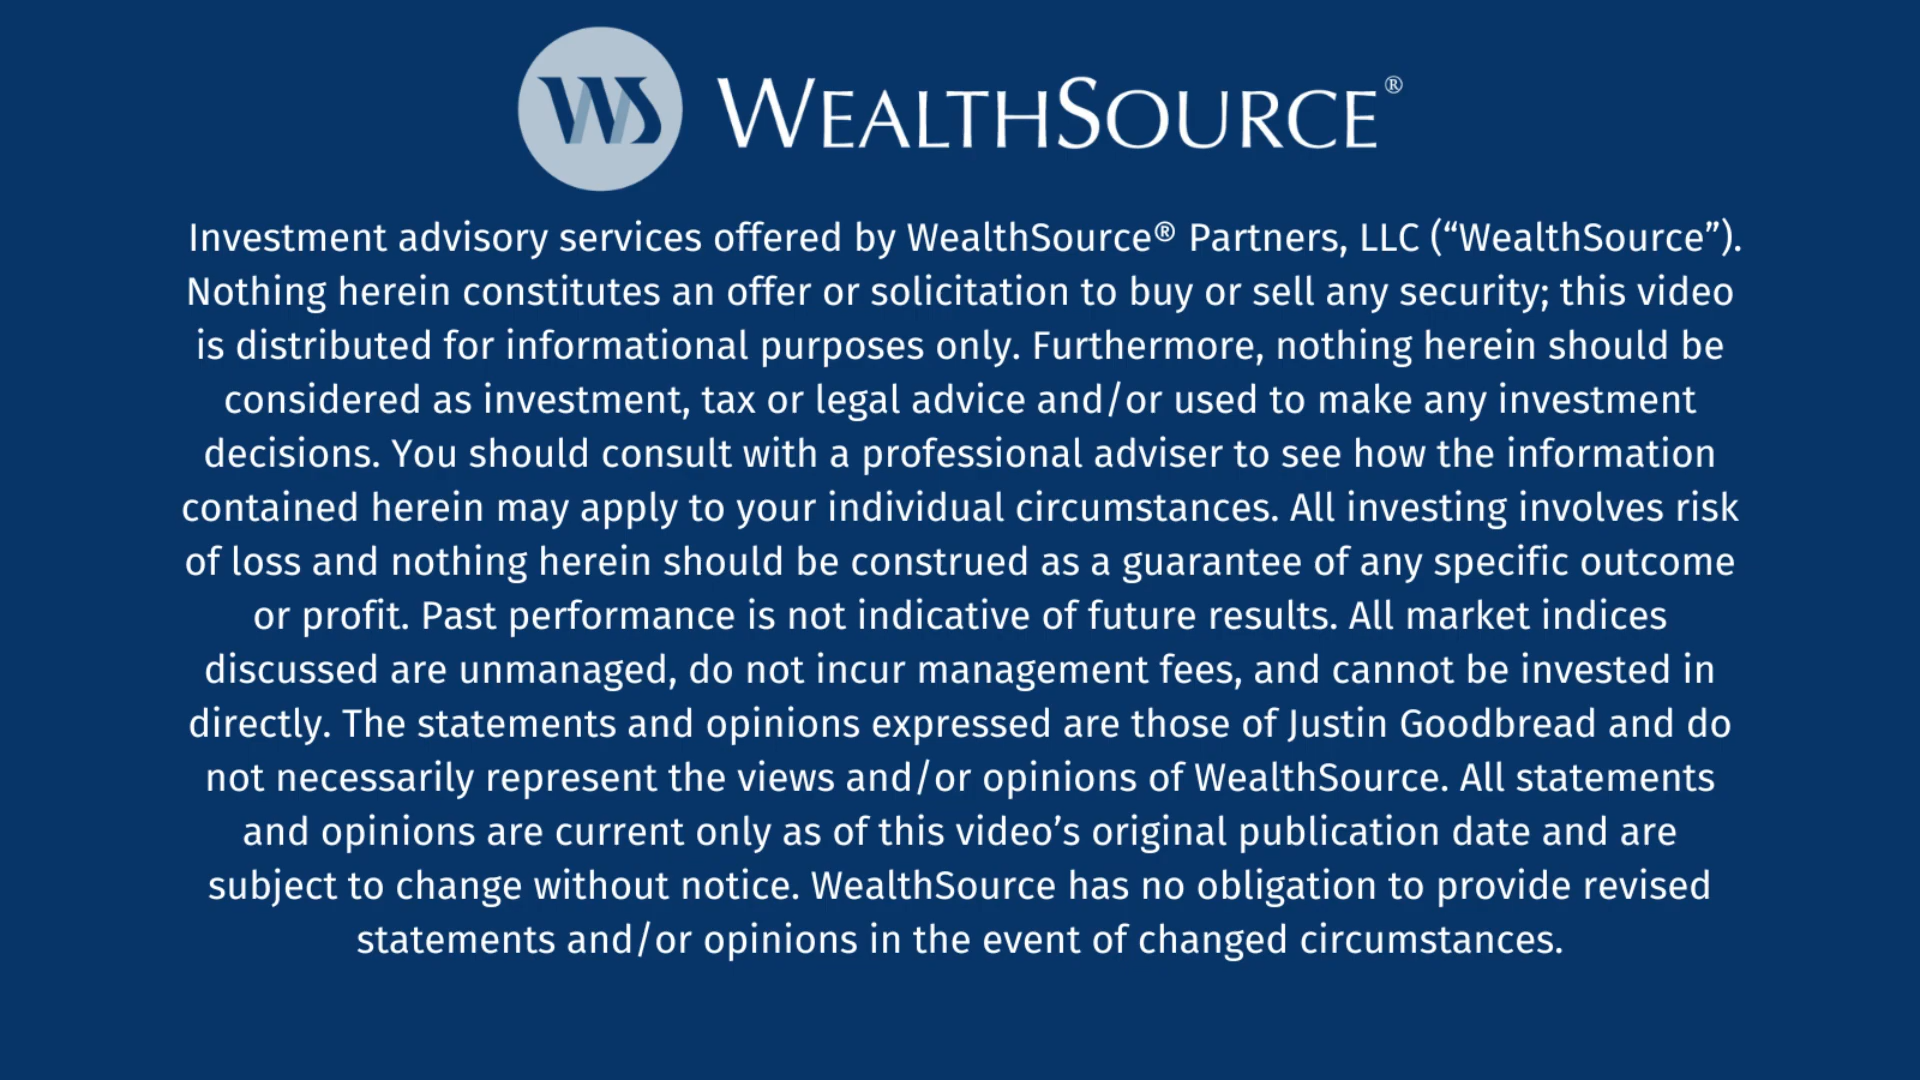 WS WEALTHSOURCE®
Investment advisory services offered by WealthSource® Partners, LLC (“WealthSource”).
Nothing herein constitutes an offer or solicitation to buy or sell any security; this video
is distributed for informational purposes only. Furthermore, nothing herein should be
considered as investment, tax or legal advice and/or used to make any investment
decisions. You should consult with a professional adviser to see how the information
contained herein may apply to your individual circumstances. All investing involves risk
of loss and nothing herein should be construed as a guarantee of any specific outcome
or profit. Past performance is not indicative of future results. All market indices
discussed are unmanaged, do not incur management fees, and cannot be invested in
directly. The statements and opinions expressed are those of Justin Goodbread and do
not necessarily represent the views and/or opinions of WealthSource. All statements
and opinions are current only as of this video’s original publication date and are
subject to change without notice. WealthSource has no obligation to provide revised
statements and/or opinions in the event of changed circumstances.